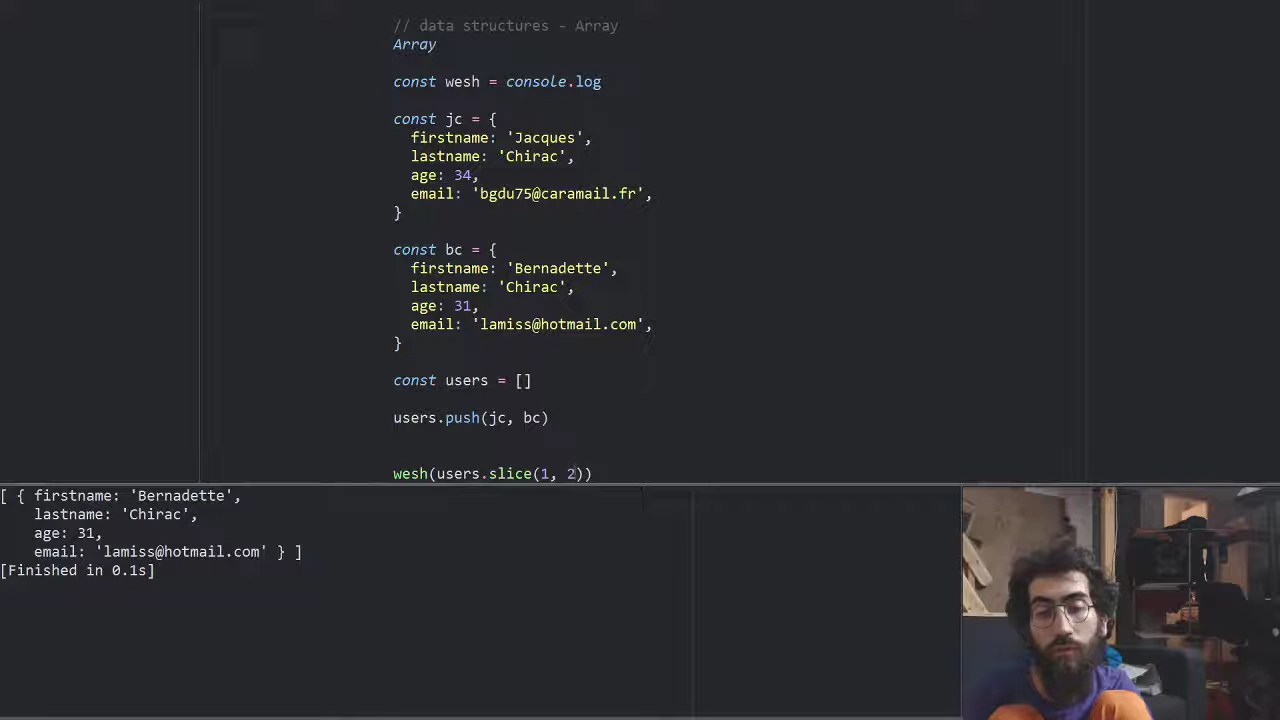 // data structures - Array
Array
const wesh = console.log
const jc = {
firstname: 'Jacques',
lastname: 'Chirac',
age: 34,
email: 'bgdu75@caramail.fr',
}
const bc = {
firstname: 'Bernadette',
lastname: 'Chirac',
age: 31,
email: 'lamiss@hotmail.com',
}
const users = []
users.push(jc, bc)
wesh(users.slice(1, 2))
[ { firstname: 'Bernadette',
lastname: 'Chirac',
age: 31,
email: 'lamiss@hotmail.com' } ]
[Finished in 0.1s]